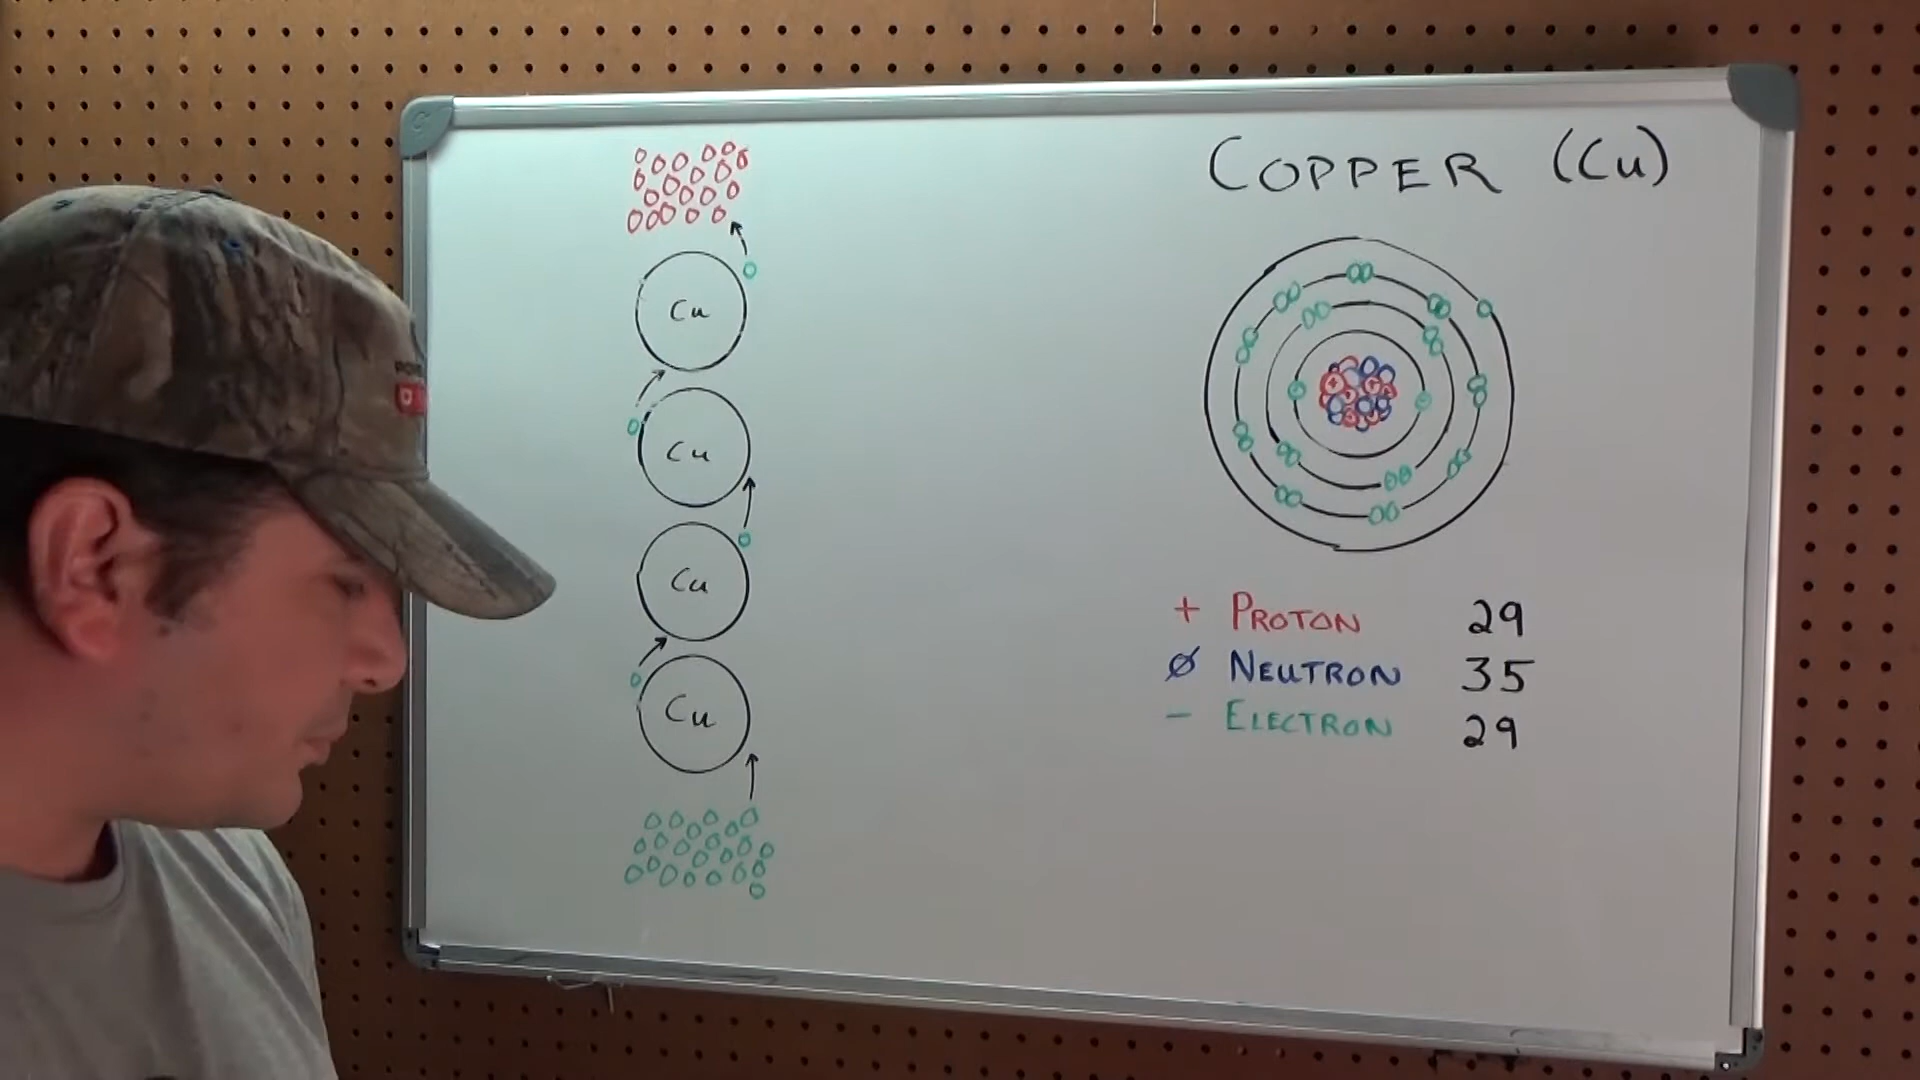 COPPER (Cu)
Cu
Cu
Cu
Cu
+ PROTON 29
Ø NEUTRON 35
- ELECTRON 29